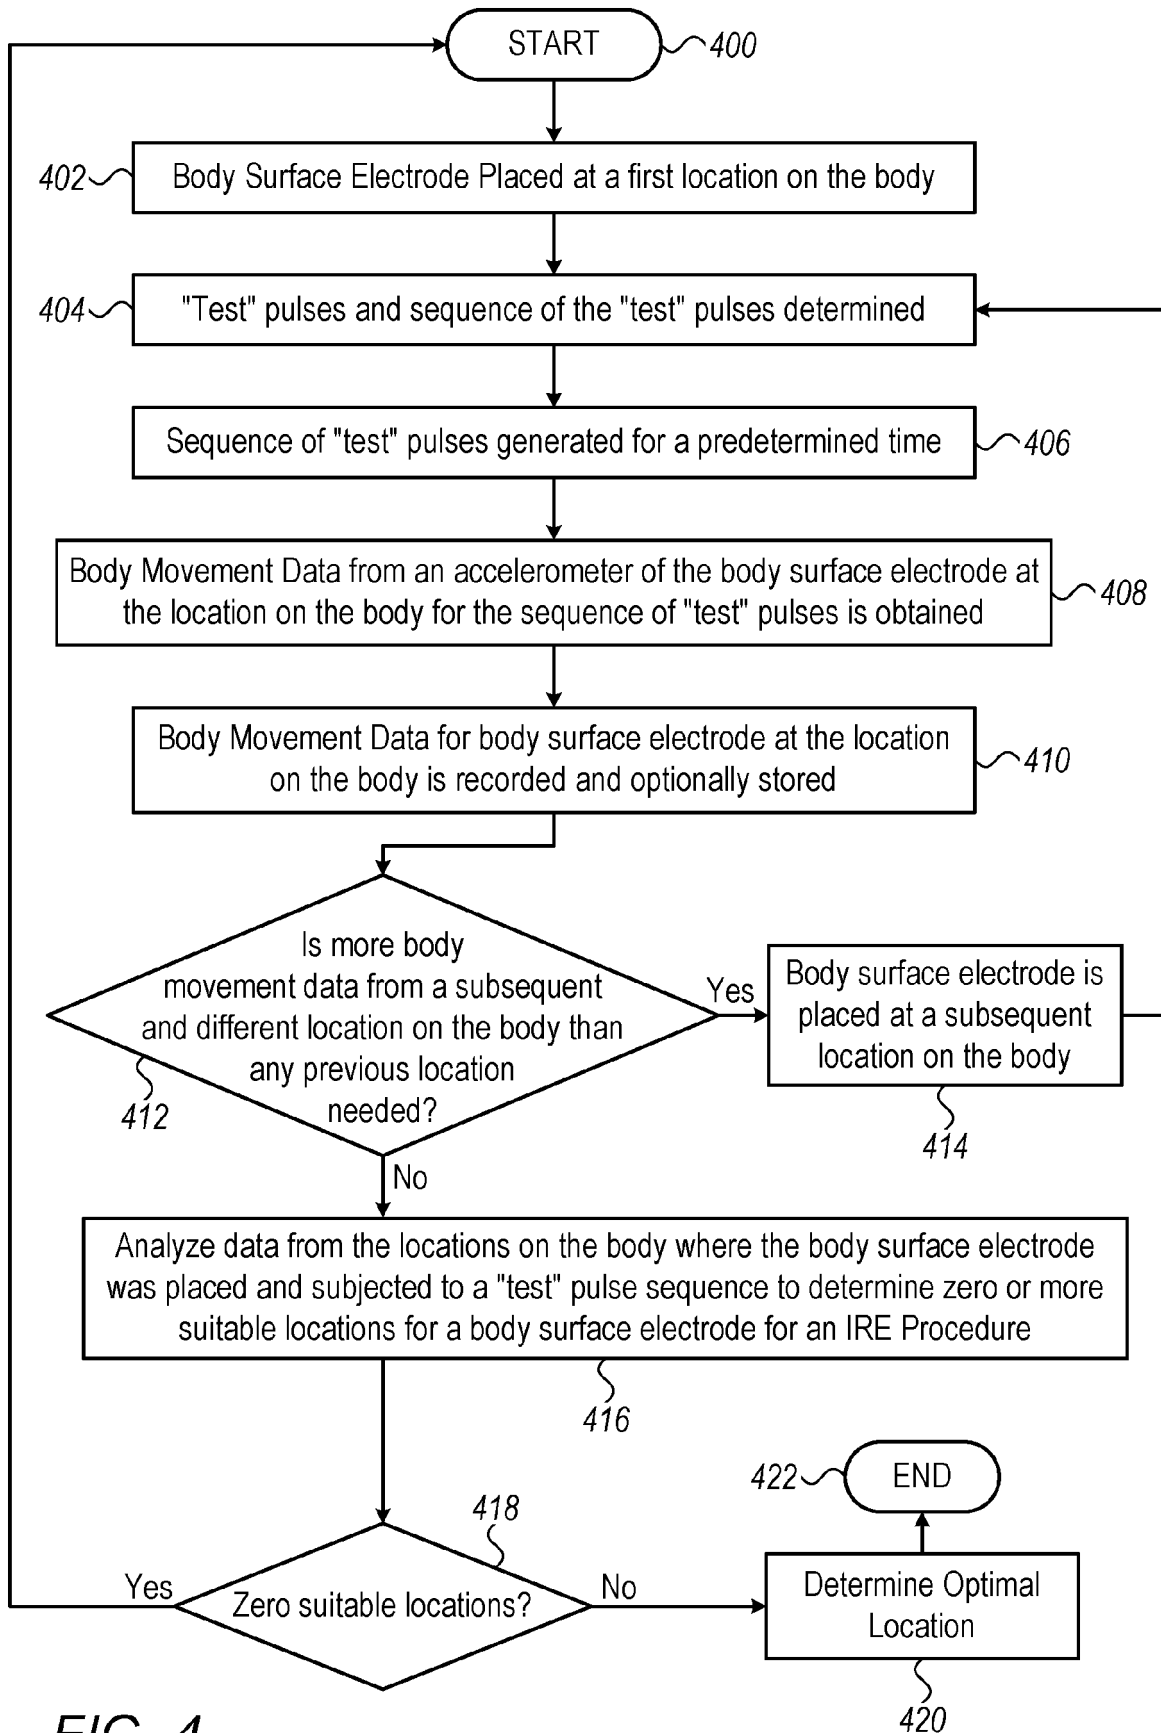 START
400
402
Body Surface Electrode Placed at a first location on the body
404
"Test" pulses and sequence of the "test" pulses determined
Sequence of "test" pulses generated for a predetermined time
406
Body Movement Data from an accelerometer of the body surface electrode at
the location on the body for the sequence of "test" pulses is obtained
408
Body Movement Data for body surface electrode at the location
on the body is recorded and optionally stored
410
Is more body
movement data from a subsequent
and different location on the body than
any previous location
needed?
412
Yes
Body surface electrode is
placed at a subsequent
location on the body
414
No
Analyze data from the locations on the body where the body surface electrode
was placed and subjected to a "test" pulse sequence to determine zero or more
suitable locations for a body surface electrode for an IRE Procedure
416
422
END
418
Yes
Zero suitable locations?
No
Determine Optimal
Location
420
FIG. 4